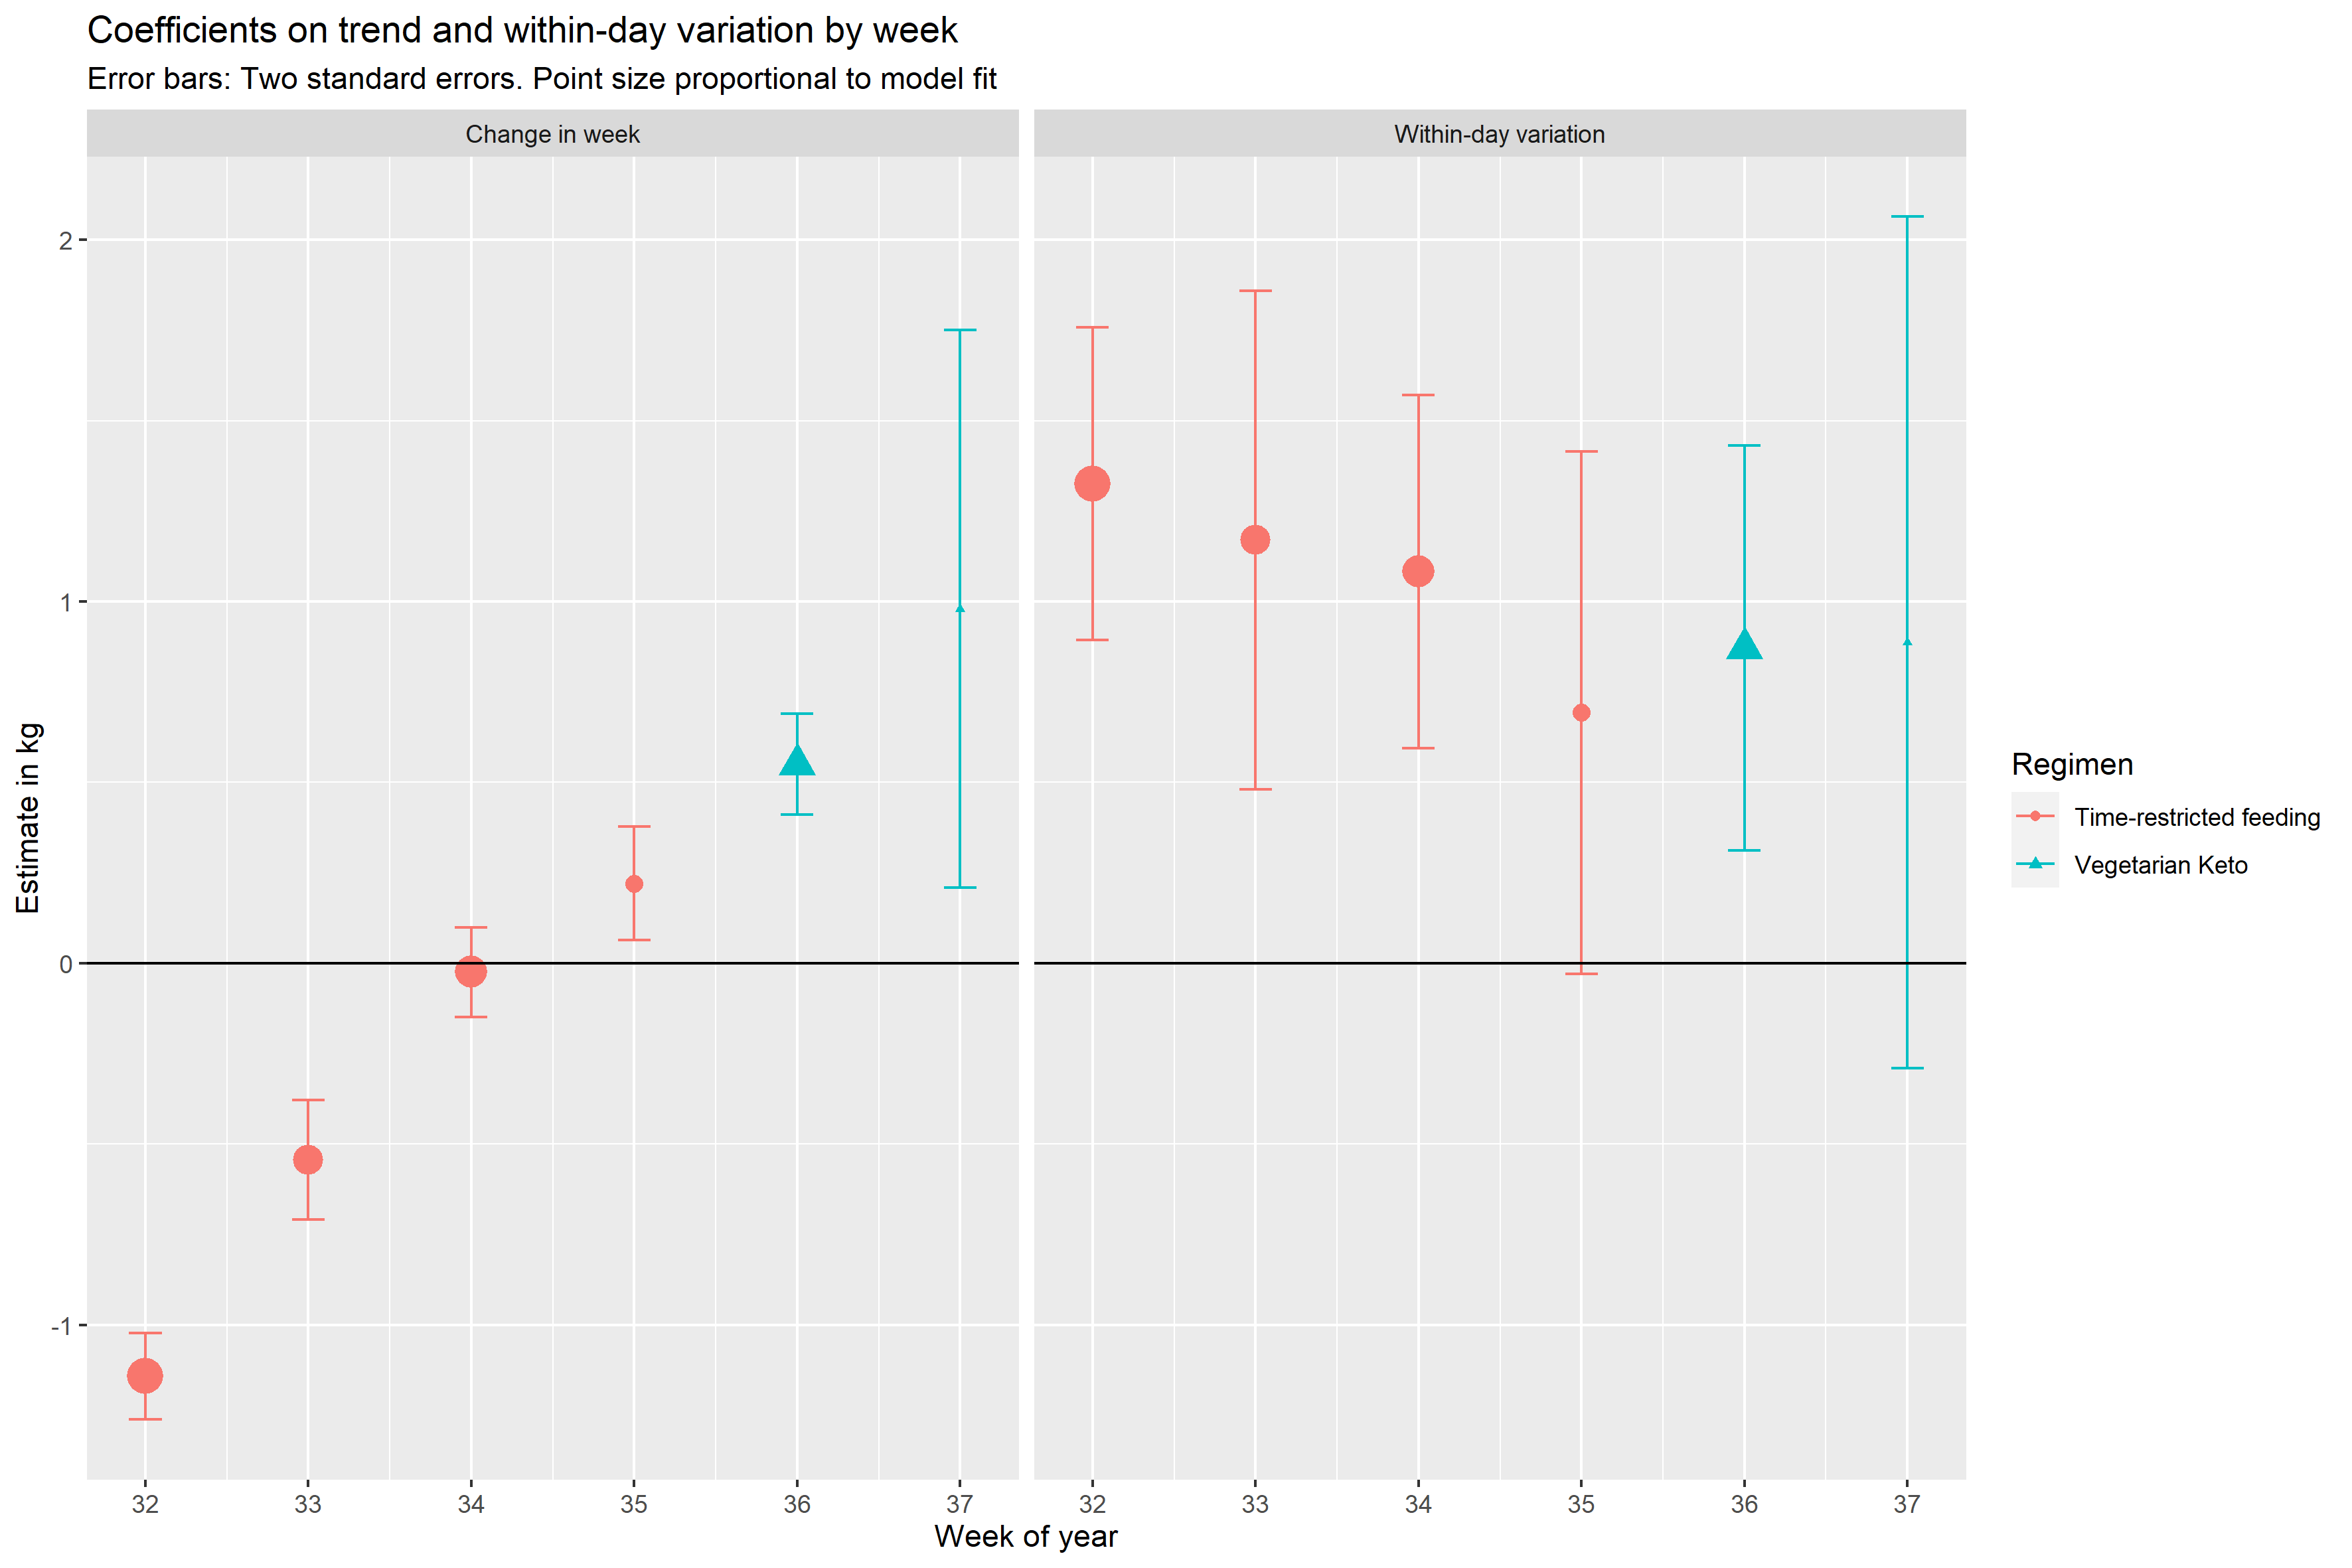 Coefficients on trend and within-day variation by week
Error bars: Two standard errors. Point size proportional to model fit
Change in week
Within-day variation
2
1
0
-1
Estimate in kg
32 33 34 35 36 37
32 33 34 35 36 37
Week of year
Regimen
Time-restricted feeding
Vegetarian Keto